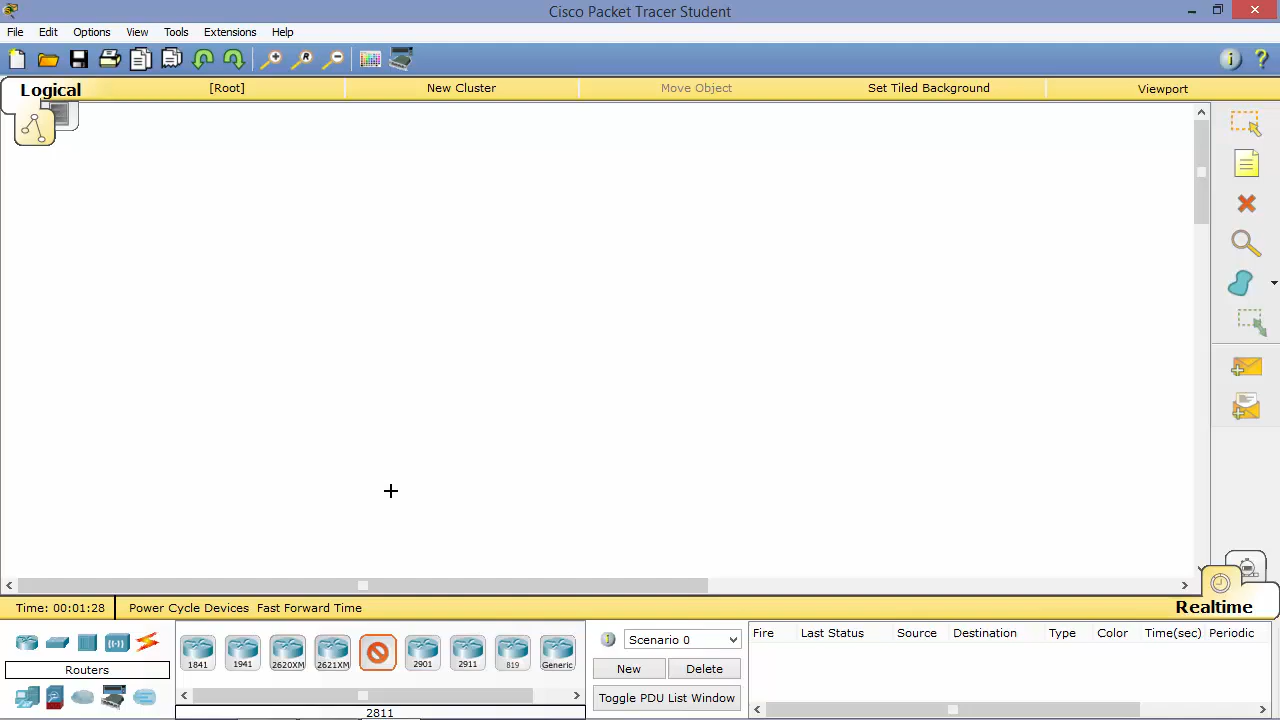 Cisco Packet Tracer Student
File Edit Options View Tools Extensions Help
Logical [Root] New Cluster Move Object Set Tiled Background Viewport
Time: 00:01:28 Power Cycle Devices Fast Forward Time
Realtime
Routers
1841 1941 2620XM 2621XM 2901 2911 819 Generic
2811
Scenario 0
New Delete
Toggle PDU List Window
Fire Last Status Source Destination Type Color Time(sec) Periodic